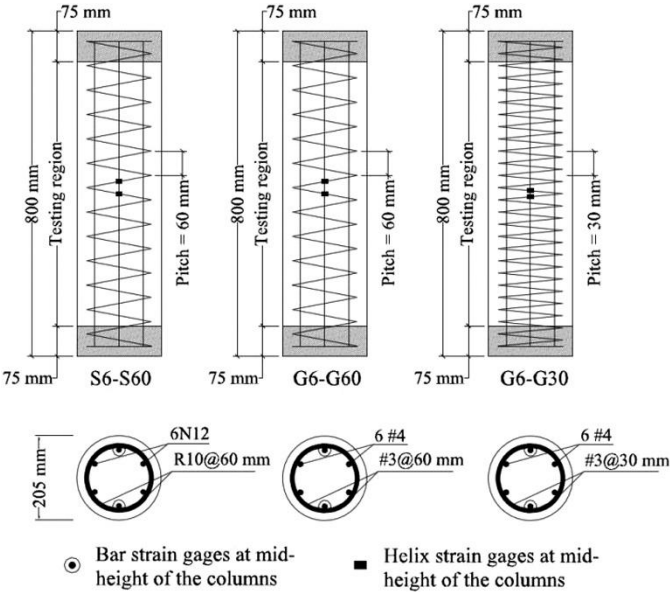 75 mm
75 mm
75 mm
800 mm
Testing region
Pitch = 60 mm
800 mm
Testing region
Pitch = 60 mm
800 mm
Testing region
Pitch = 30 mm
75 mm
S6-S60
75 mm
G6-G60
75 mm
G6-G30
205 mm
6N12
R10@60 mm
6 #4
#3@60 mm
6 #4
#3@30 mm
Bar strain gages at mid-
height of the columns
Helix strain gages at mid-
height of the columns